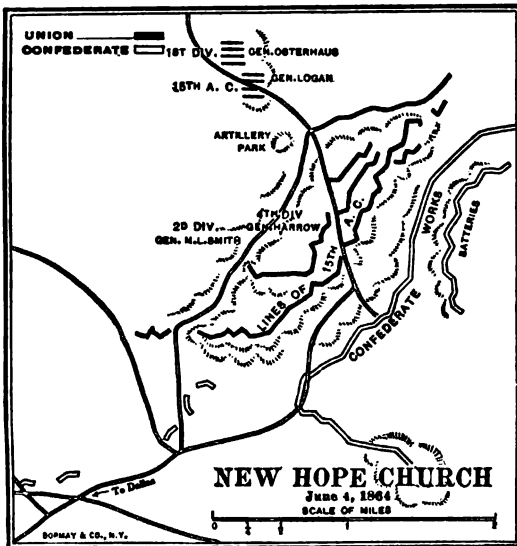 UNION
CONFEDERATE
1ST DIV. GEN. OSTERHAUS
GEN. LOGAN
15TH A. C.
ARTILLERY
PARK
4TH DIV
GEN. HARROW
2D DIV
GEN. M. L. SMITH
LINES OF 15TH A. C.
CONFEDERATE WORKS
BATTERIES
To Dallas
NEW HOPE CHURCH
June 4, 1864
SCALE OF MILES
0 1
BORMAY & CO., N.Y.